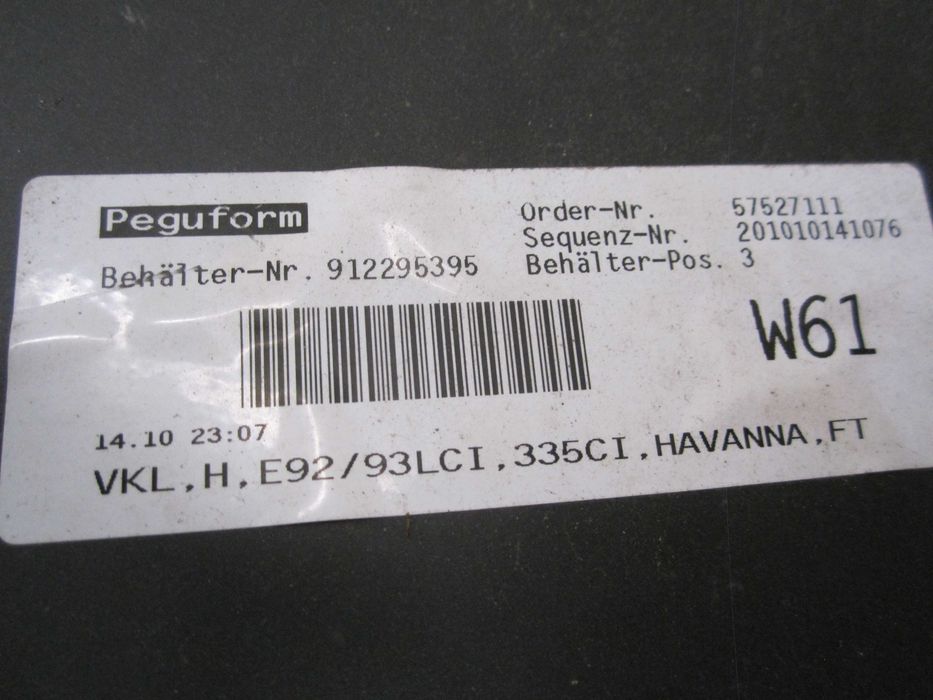 Peguform
Behälter-Nr. 912295395
Order-Nr. 57527111
Sequenz-Nr. 201010141076
Behälter-Pos. 3
W61
14.10 23:07
VKL,H,E92/93LCI,335CI,HAVANNA,FT